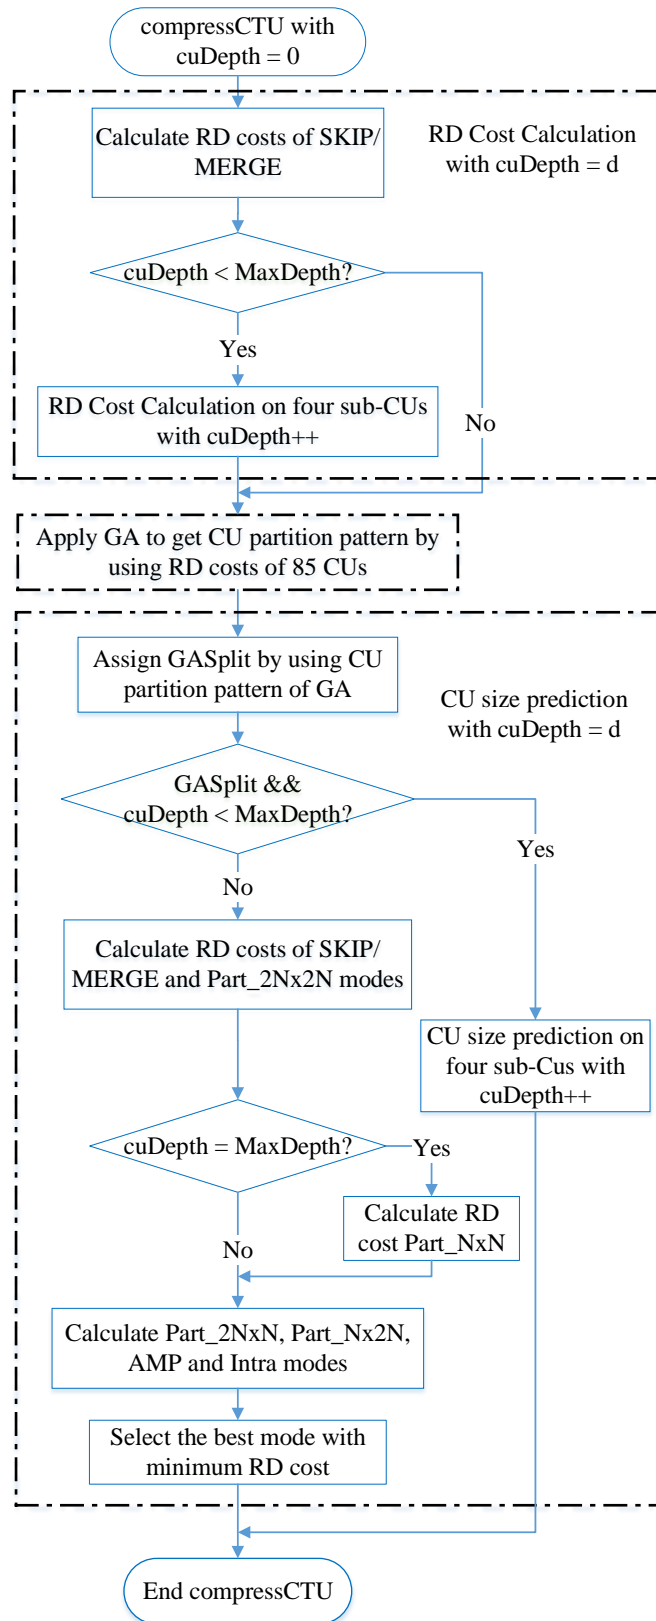 compressCTU with
cuDepth = 0
Calculate RD costs of SKIP/
MERGE
RD Cost Calculation
with cuDepth = d
cuDepth < MaxDepth?
Yes
No
RD Cost Calculation on four sub-CUs
with cuDepth++
Apply GA to get CU partition pattern by
using RD costs of 85 CUs
Assign GASplit by using CU
partition pattern of GA
CU size prediction
with cuDepth = d
GASplit &&
cuDepth < MaxDepth?
Yes
No
Calculate RD costs of SKIP/
MERGE and Part_2Nx2N modes
CU size prediction on
four sub-Cus with
cuDepth++
cuDepth = MaxDepth?
Yes
Calculate RD
cost Part_NxN
No
Calculate Part_2NxN, Part_Nx2N,
AMP and Intra modes
Select the best mode with
minimum RD cost
End compressCTU